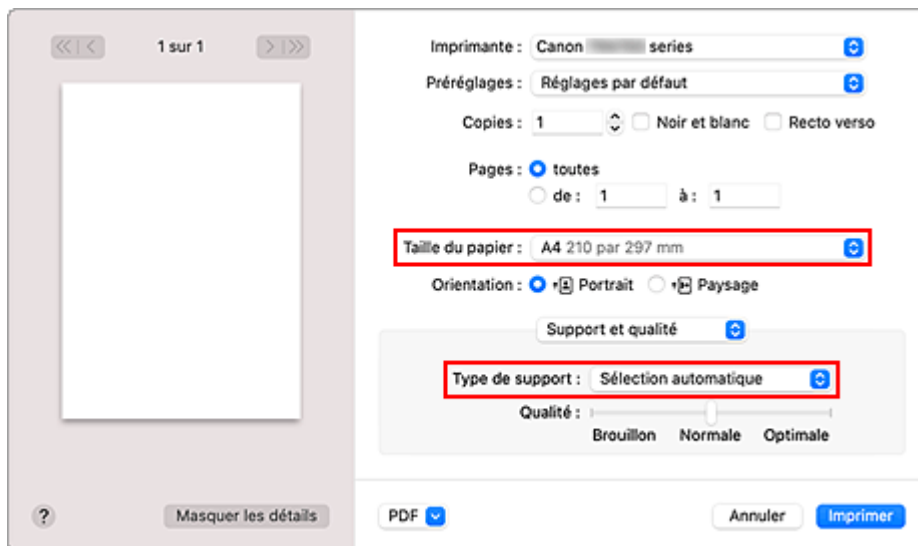 1 sur 1
Imprimante : Canon series
Préréglages : Réglages par défaut
Copies : 1 Noir et blanc Recto verso
Pages : toutes
de : 1 à : 1
Taille du papier : A4 210 par 297 mm
Orientation : Portrait Paysage
Support et qualité
Type de support : Sélection automatique
Qualité :
Brouillon Normale Optimale
? Masquer les détails PDF Annuler Imprimer